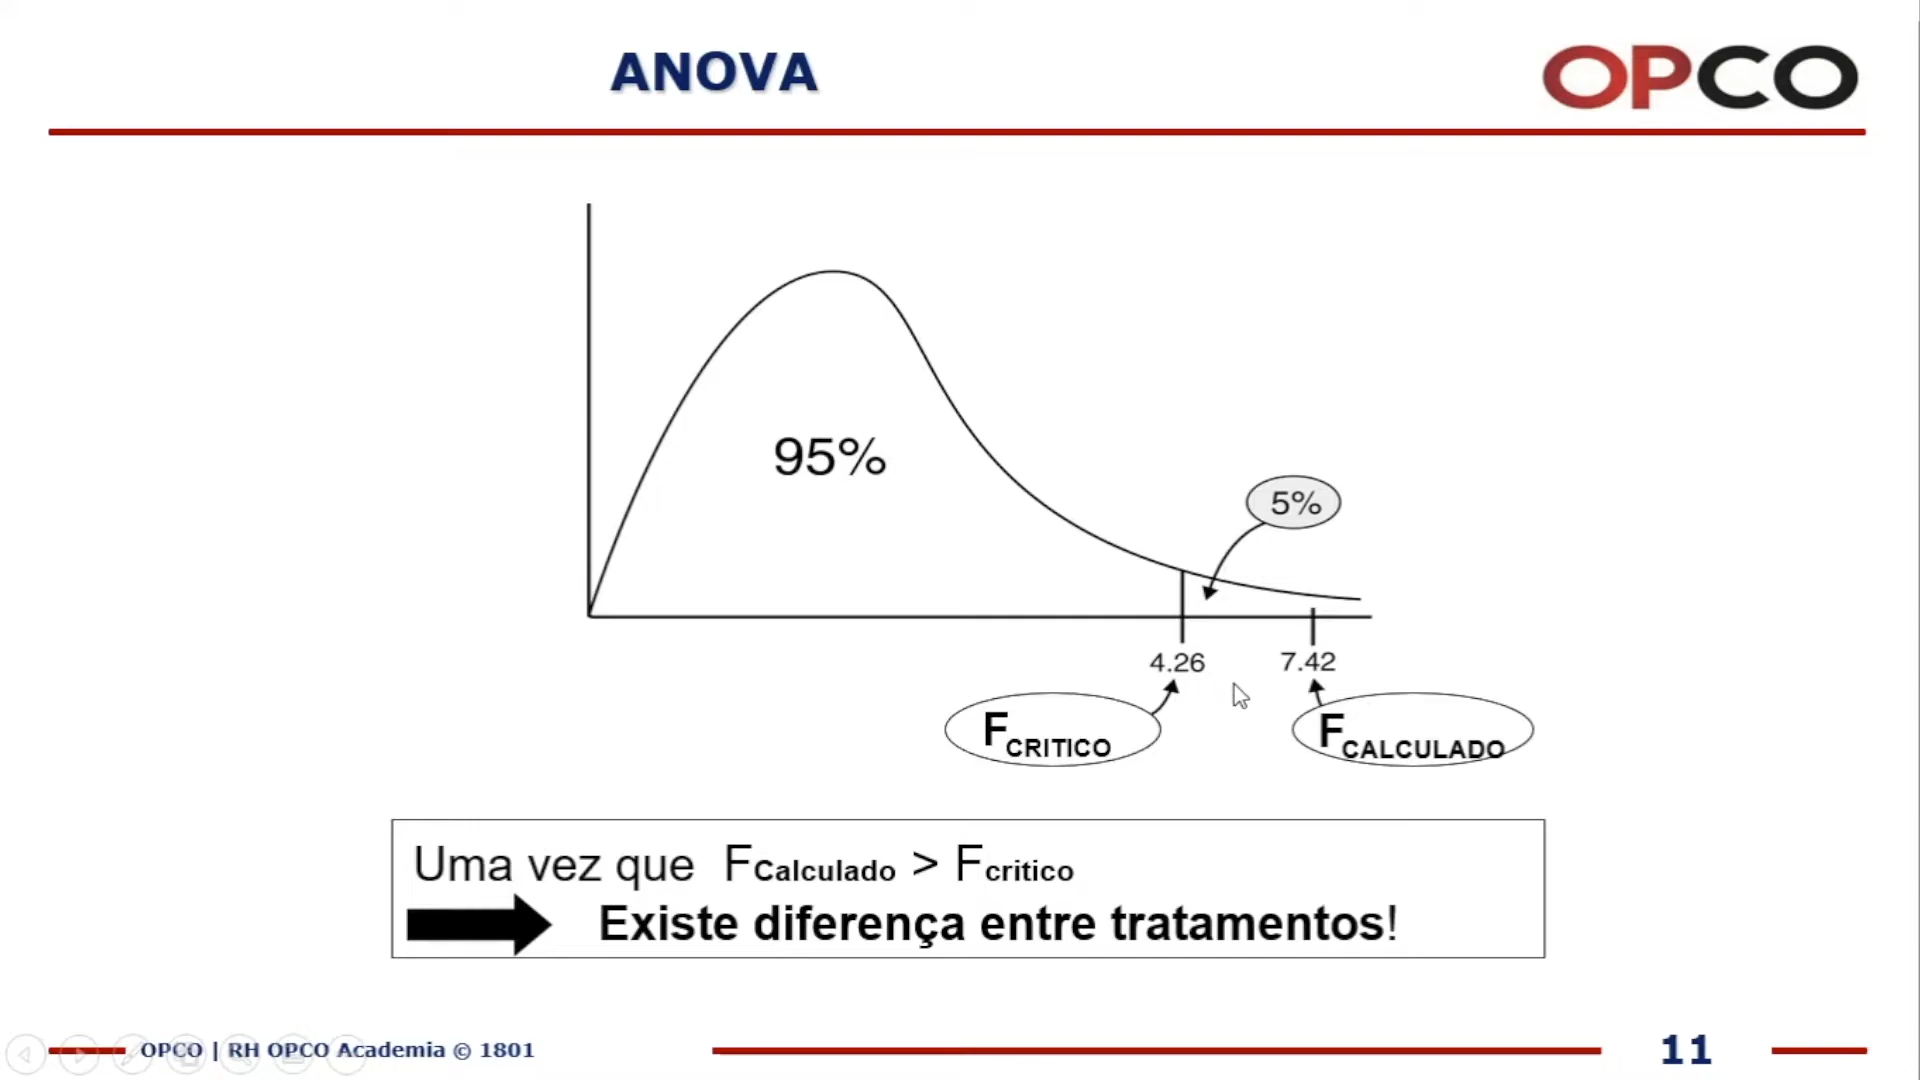 ANOVA
OPCO
95%
5%
4.26
7.42
FCRITICO
FCALCULADO
Uma vez que FCalculado > Fcritico
Existe diferença entre tratamentos!
OPCO | RH OPCO Academia © 1801
11